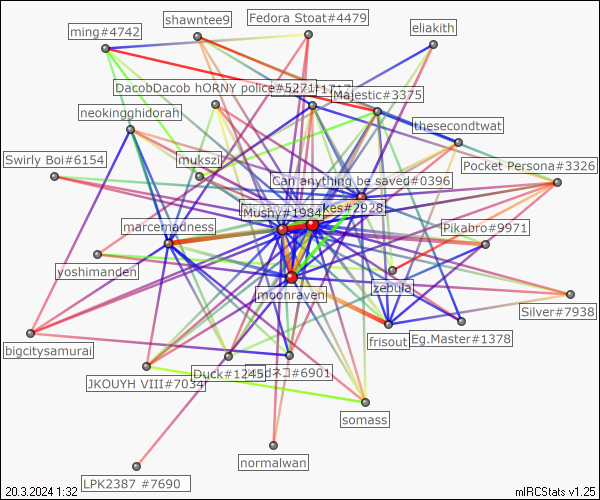 Fedora Stoat#4479
shawntee9
ming#4742
eliakith
DacobDacob hORNY police#5271
Majestic#3375
neokingghidorah
thesecondtwat
Swirly Boi#6154
mukszil
Pocket Persona#3326
Can anything be saved#0396
Mushy#1984
kes#2928
marcemadness
Pikabro#9971
yoshimanden
zebula
moonraven
Silver#7938
frisout
Eg.Master#1378
bigcitysamurai
Duck#1245
#6901
JKOUYH VIII#7034
somass
normalwan
LPK2387 #7690
20.3.2024 1:32
mIRCStats v1.25